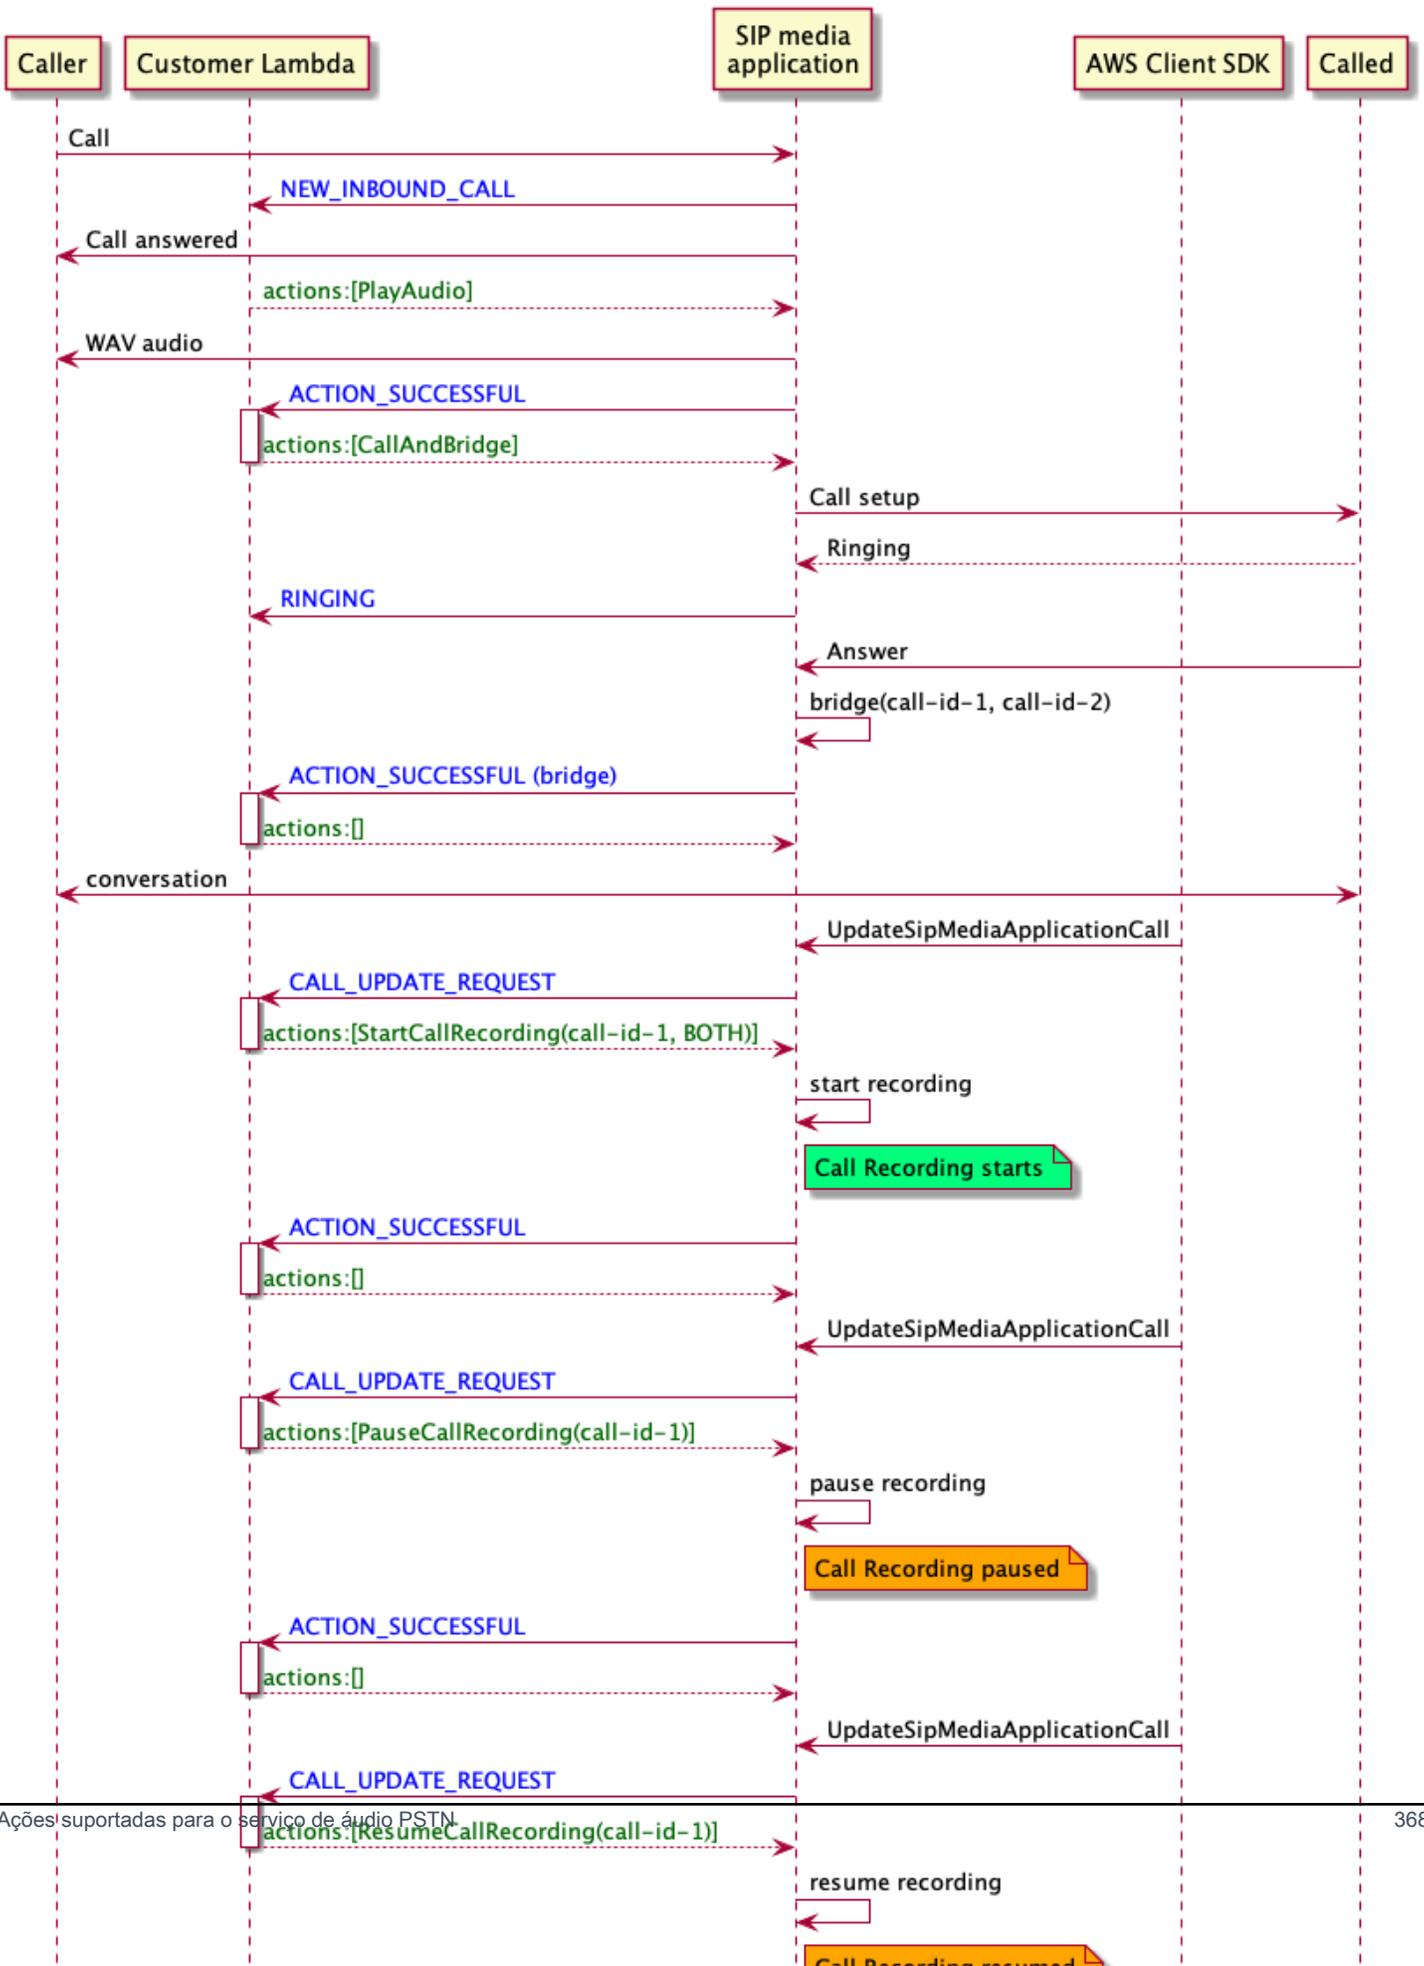 Caller
Customer Lambda
SIP media
application
AWS Client SDK
Called
Call
NEW_INBOUND_CALL
Call answered
actions:[PlayAudio]
WAV audio
ACTION_SUCCESSFUL
actions:[CallAndBridge]
Call setup
Ringing
RINGING
Answer
bridge(call-id-1, call-id-2)
ACTION_SUCCESSFUL (bridge)
actions:[]
conversation
UpdateSipMediaApplicationCall
CALL_UPDATE_REQUEST
actions:[StartCallRecording(call-id-1, BOTH)]
start recording
Call Recording starts
ACTION_SUCCESSFUL
actions:[]
UpdateSipMediaApplicationCall
CALL_UPDATE_REQUEST
actions:[PauseCallRecording(call-id-1)]
pause recording
Call Recording paused
ACTION_SUCCESSFUL
actions:[]
UpdateSipMediaApplicationCall
CALL_UPDATE_REQUEST
Ações suportadas para o serviço de áudio PSTN
368
actions:[ResumeCallRecording(call-id-1)]
resume recording
Call Recording resumed